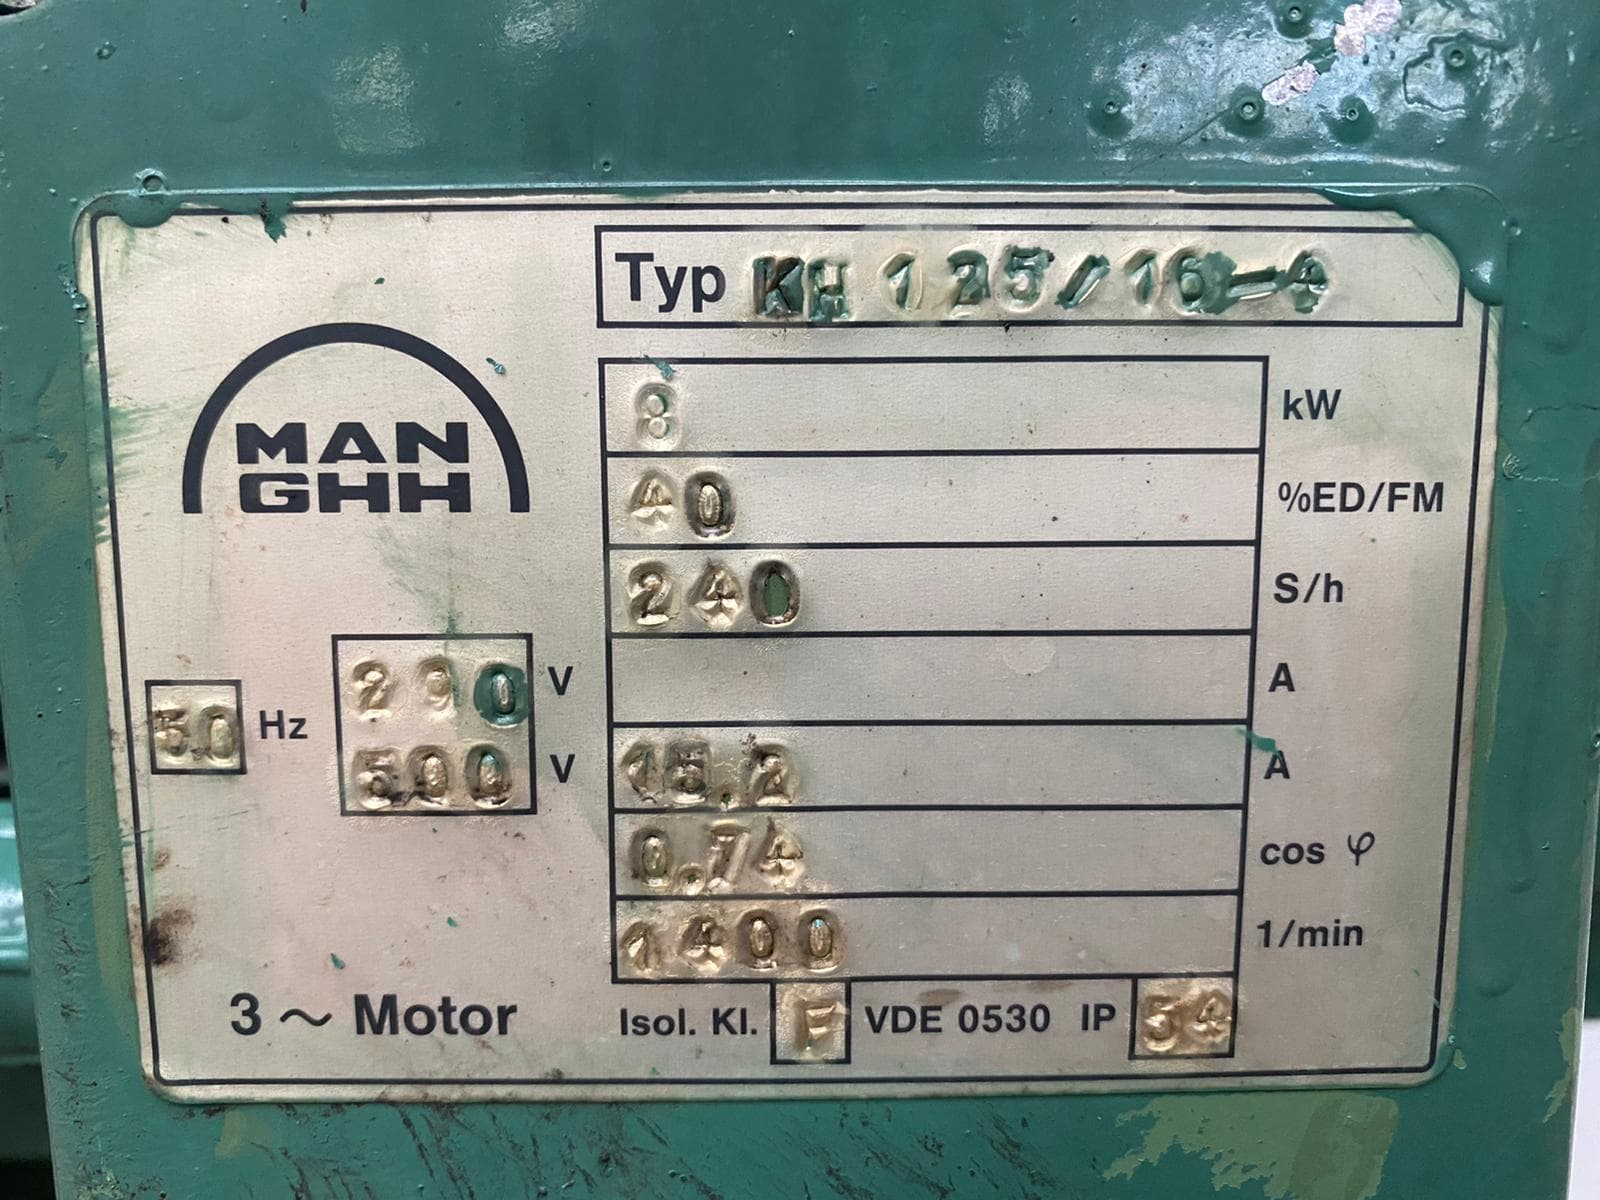 Typ KH 125/16-4
MAN
GHH
8 kW
40 %ED/FM
240 S/h
A
50 Hz
290 V
500 V
15.2 A
0.74 cos φ
1400 1/min
3 ~ Motor
Isol. Kl. F VDE 0530 IP 54